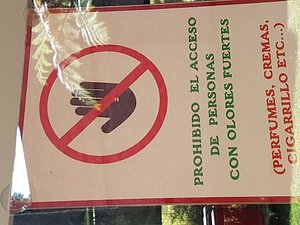 PROHIBIDO EL ACCESO
DE PERSONAS
CON OLORES FUERTES
(PERFUMES, CREMAS,
CIGARRILLO ETC...)